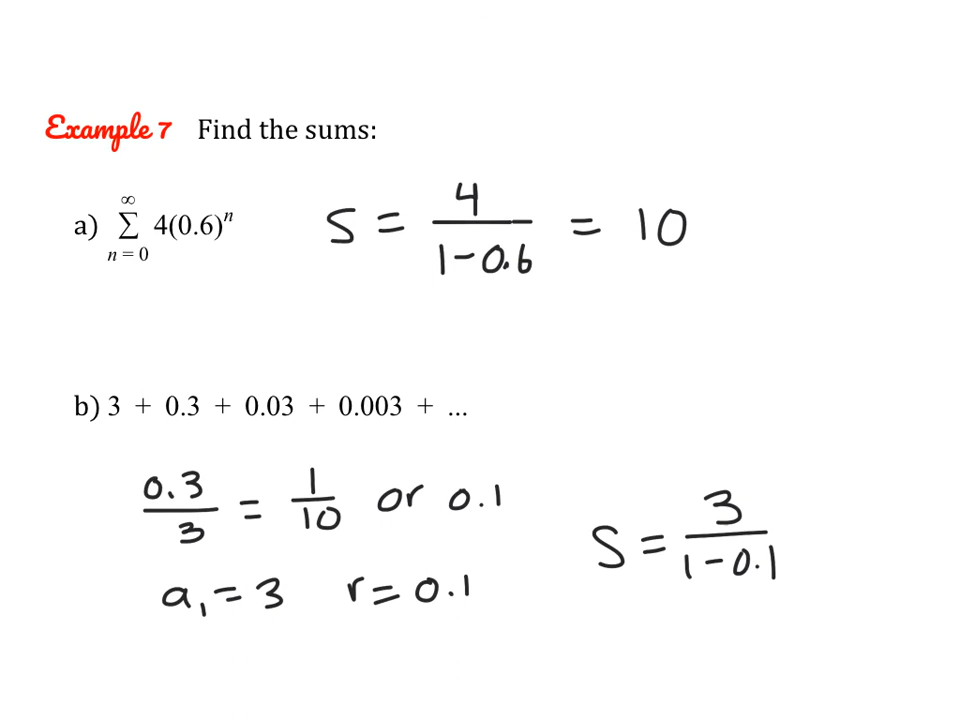 Example 7 Find the sums:
a) ∞ ∑ n = 0 4(0.6)ⁿ S = 4 / (1 − 0.6) = 10
b) 3 + 0.3 + 0.03 + 0.003 + ...
0.3 / 3 = 1 / 10 or 0.1
a₁ = 3 r = 0.1
S = 3 / (1 − 0.1)